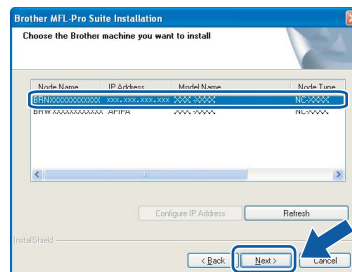 Brother MFL-Pro Suite Installation
Choose the Brother machine you want to install
Node Name IP Address Model Name Node Type
BRNXXXXXXXXXXXX xxx.xxx.xxx.xxx XXX-XXXX NC-XXXX
BRWXXXXXXXXXXXX APIPA XXX-XXXX NC-XXXX
Configure IP Address Refresh
InstallShield
< Back Next > Cancel